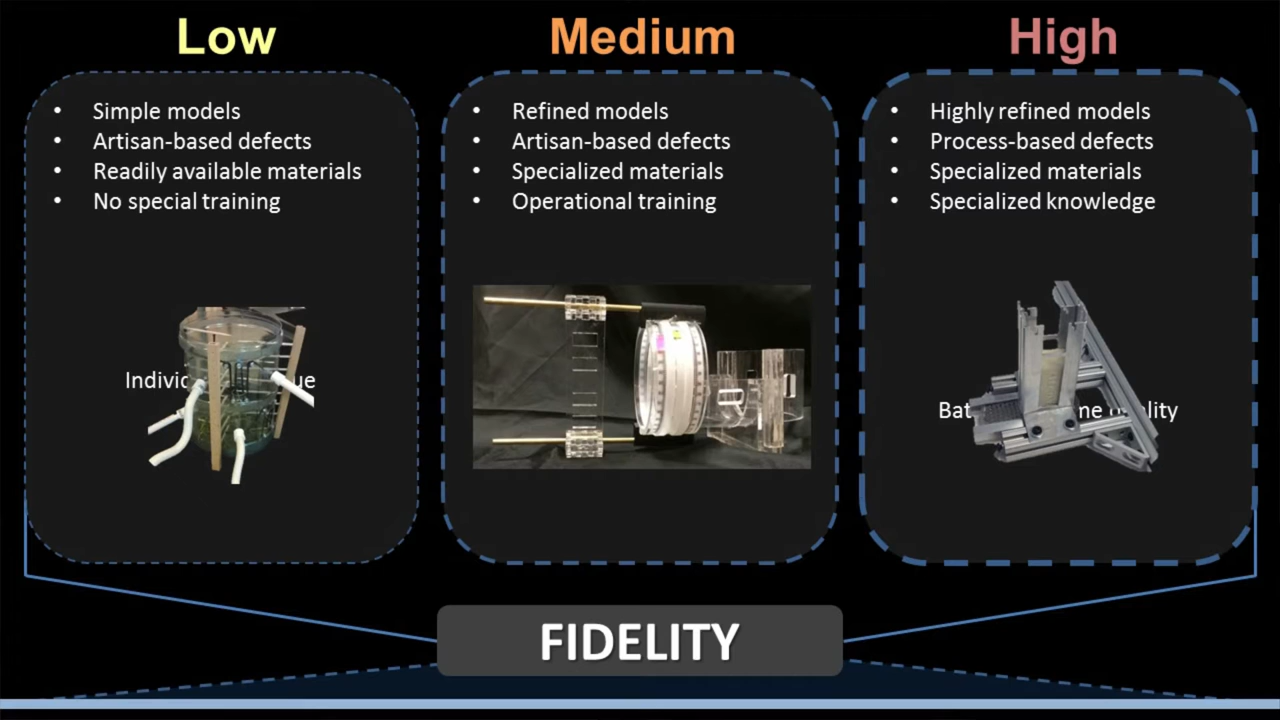 Low
Simple models
Artisan-based defects
Readily available materials
No special training
Medium
Refined models
Artisan-based defects
Specialized materials
Operational training
High
Highly refined models
Process-based defects
Specialized materials
Specialized knowledge
FIDELITY